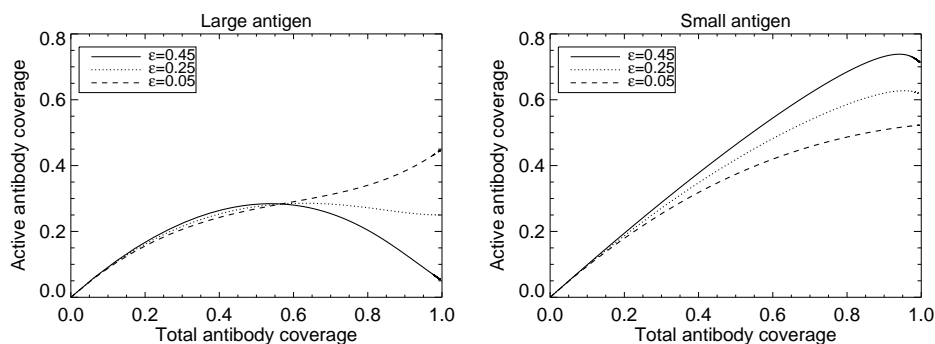 Large antigen
0.8
0.6
0.4
0.2
0.0
Active antibody coverage
ε=0.45
ε=0.25
ε=0.05
0.0 0.2 0.4 0.6 0.8 1.0
Total antibody coverage
Small antigen
0.8
0.6
0.4
0.2
0.0
Active antibody coverage
ε=0.45
ε=0.25
ε=0.05
0.0 0.2 0.4 0.6 0.8 1.0
Total antibody coverage